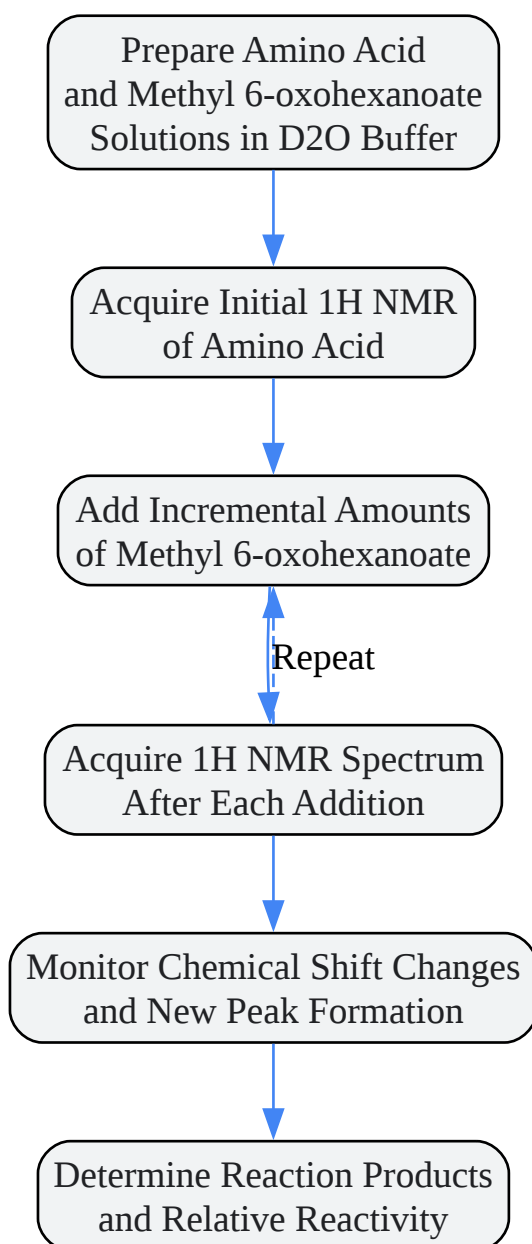 Prepare Amino Acid
and Methyl 6-oxohexanoate
Solutions in D2O Buffer
Acquire Initial 1H NMR
of Amino Acid
Add Incremental Amounts
of Methyl 6-oxohexanoate
Repeat
Acquire 1H NMR Spectrum
After Each Addition
Monitor Chemical Shift Changes
and New Peak Formation
Determine Reaction Products
and Relative Reactivity